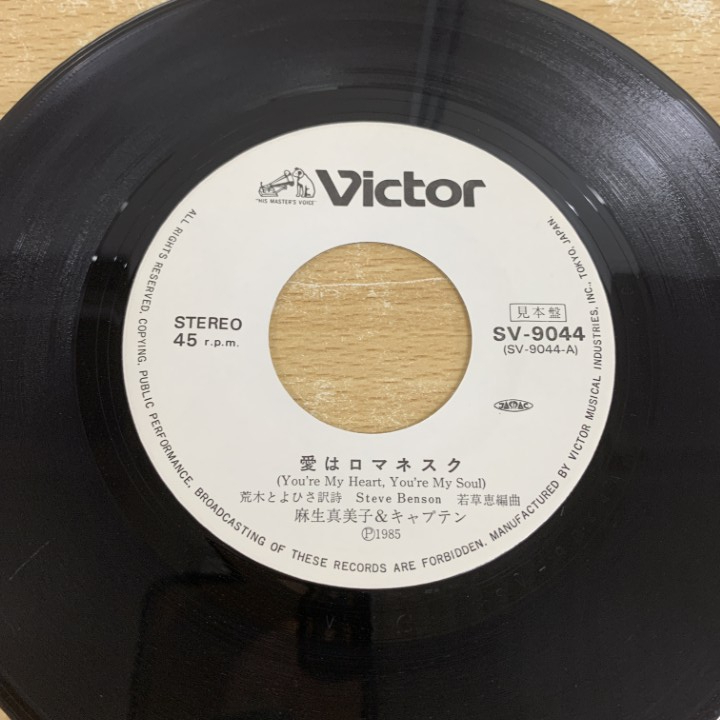 "HIS MASTER'S VOICE"
Victor
STEREO
45 r.p.m.
見本盤
SV-9044
(SV-9044-A)
JASRAC
愛はロマネスク
(You're My Heart, You're My Soul)
荒木とよひさ訳詩 Steve Benson 若草恵編曲
麻生真美子&キャプテン
Ⓟ1985
ALL RIGHTS RESERVED. COPYING. PUBLIC PERFORMANCE. BROADCASTING OF THESE RECORDS ARE FORBIDDEN. MANUFACTURED BY VICTOR MUSICAL INDUSTRIES, INC., TOKYO, JAPAN.